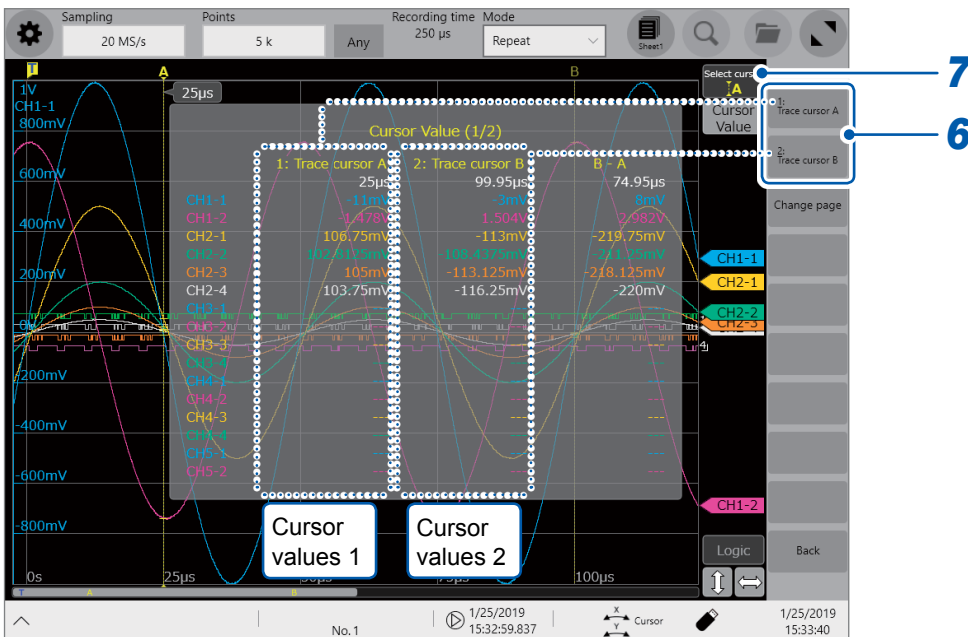 Sampling
20 MS/s
Points
5 k
Any
Recording time
250 µs
Mode
Repeat
Sheet1
7
T
A
B
1V
CH1-1
25µs
Select curs
A
Cursor
Value
1:
Trace cursor A
6
2:
Trace cursor B
Change page
Back
800mV
600mV
400mV
200mV
0V
-200mV
-400mV
-600mV
-800mV
Cursor Value (1/2)
1: Trace cursor A 2: Trace cursor B B - A
25µs 99.95µs 74.95µs
CH1-1 -11mV -3mV 8mV
CH1-2 -1.478V 1.504V 2.982V
CH2-1 106.75mV -113mV -219.75mV
CH2-2 102.8125mV -108.4375mV -211.25mV
CH2-3 105mV -113.125mV -218.125mV
CH2-4 103.75mV -116.25mV -220mV
CH3-1
CH3-2
CH3-3 --- ---
CH3-4
CH4-1
CH4-2
CH4-3 --- ---
CH4-4
CH5-1
CH5-2
CH1-1
CH2-1
CH2-2
CH2-3
CH1-2
Cursor
values 1
Cursor
values 2
Logic
0s
25µs
100µs
T
A
B
No. 1
1/25/2019
15:32:59.837
X
Y
Cursor
1/25/2019
15:33:40